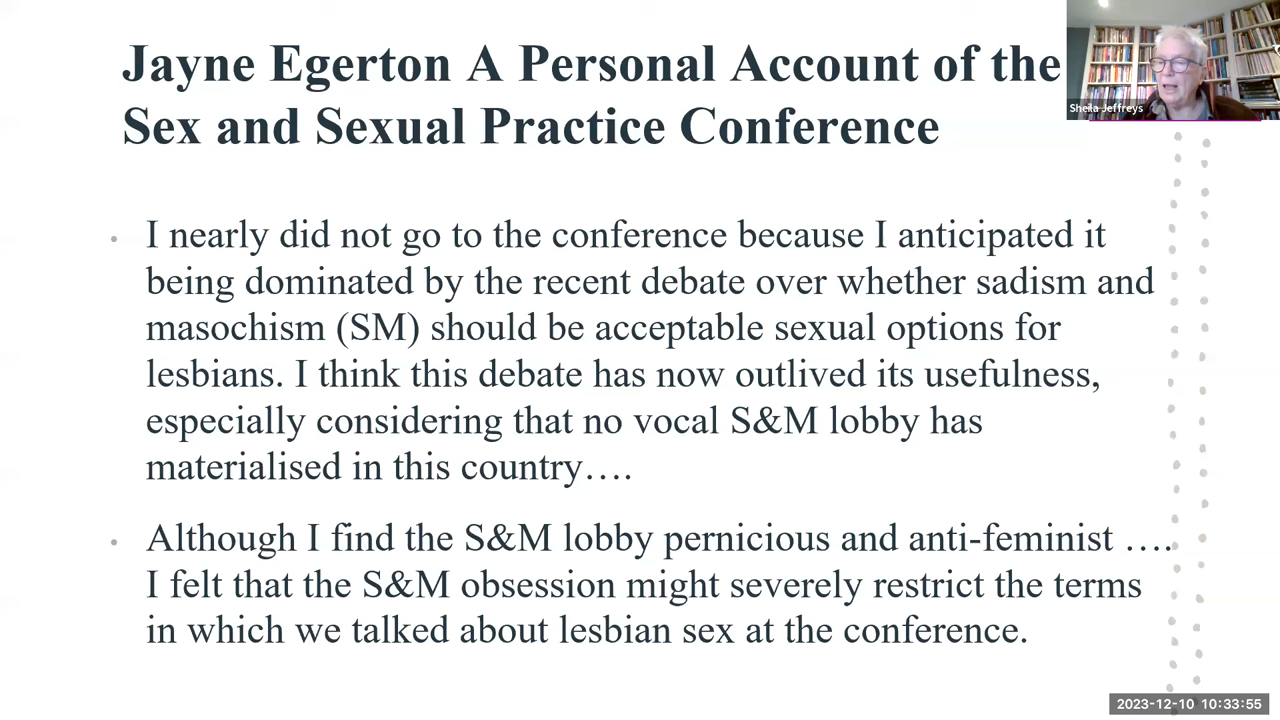 Jayne Egerton A Personal Account of the
Sex and Sexual Practice Conference
Sheila Jeffreys
• I nearly did not go to the conference because I anticipated it
being dominated by the recent debate over whether sadism and
masochism (SM) should be acceptable sexual options for
lesbians. I think this debate has now outlived its usefulness,
especially considering that no vocal S&M lobby has
materialised in this country….
• Although I find the S&M lobby pernicious and anti-feminist ….
I felt that the S&M obsession might severely restrict the terms
in which we talked about lesbian sex at the conference.
2023-12-10 10:33:55